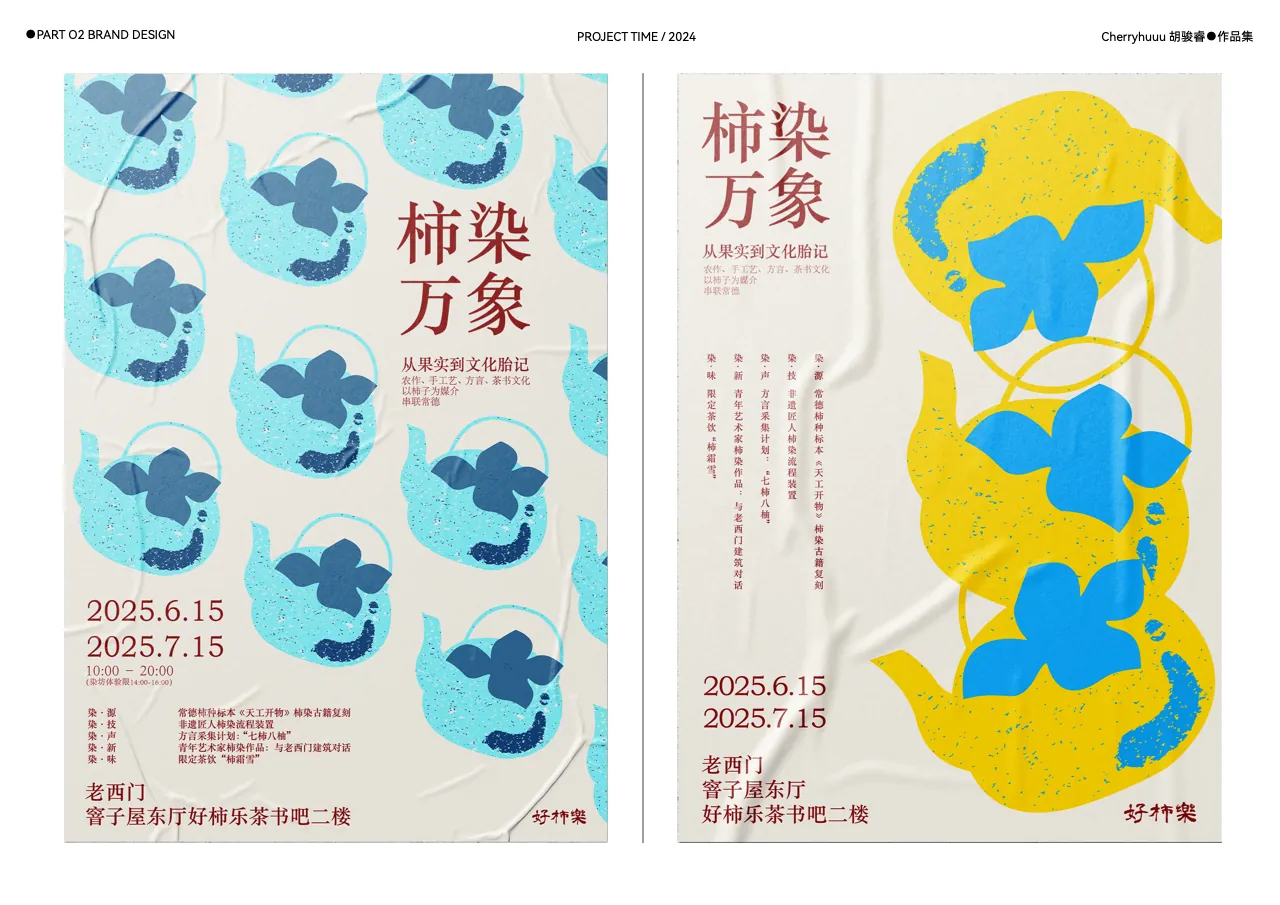 ●PART 02 BRAND DESIGN
PROJECT TIME / 2024
Cherryhuuu 胡骏睿●作品集
柿染
万象
从果实到文化胎记
农作、手工艺、方言、茶书文化
以柿子为媒介
串联常德
2025.6.15
2025.7.15
10:00 – 20:00
(染坊体验限14:00-16:00)
染·源 常德柿种标本《天工开物》柿染古籍复刻
染·技 非遗匠人柿染流程装置
染·声 方言采集计划：“七柿八柚”
染·新 青年艺术家柿染作品：与老西门建筑对话
染·味 限定茶饮“柿霜雪”
老西门
窨子屋东厅好柿乐茶书吧二楼
好柿樂
柿染
万象
从果实到文化胎记
农作、手工艺、方言、茶书文化
以柿子为媒介
串联常德
染·源 常德柿种标本《天工开物》柿染古籍复刻
染·技 非遗匠人柿染流程装置
染·声 方言采集计划：“七柿八柚”
染·新 青年艺术家柿染作品：与老西门建筑对话
染·味 限定茶饮“柿霜雪”
2025.6.15
2025.7.15
老西门
窨子屋东厅
好柿乐茶书吧二楼
好柿樂